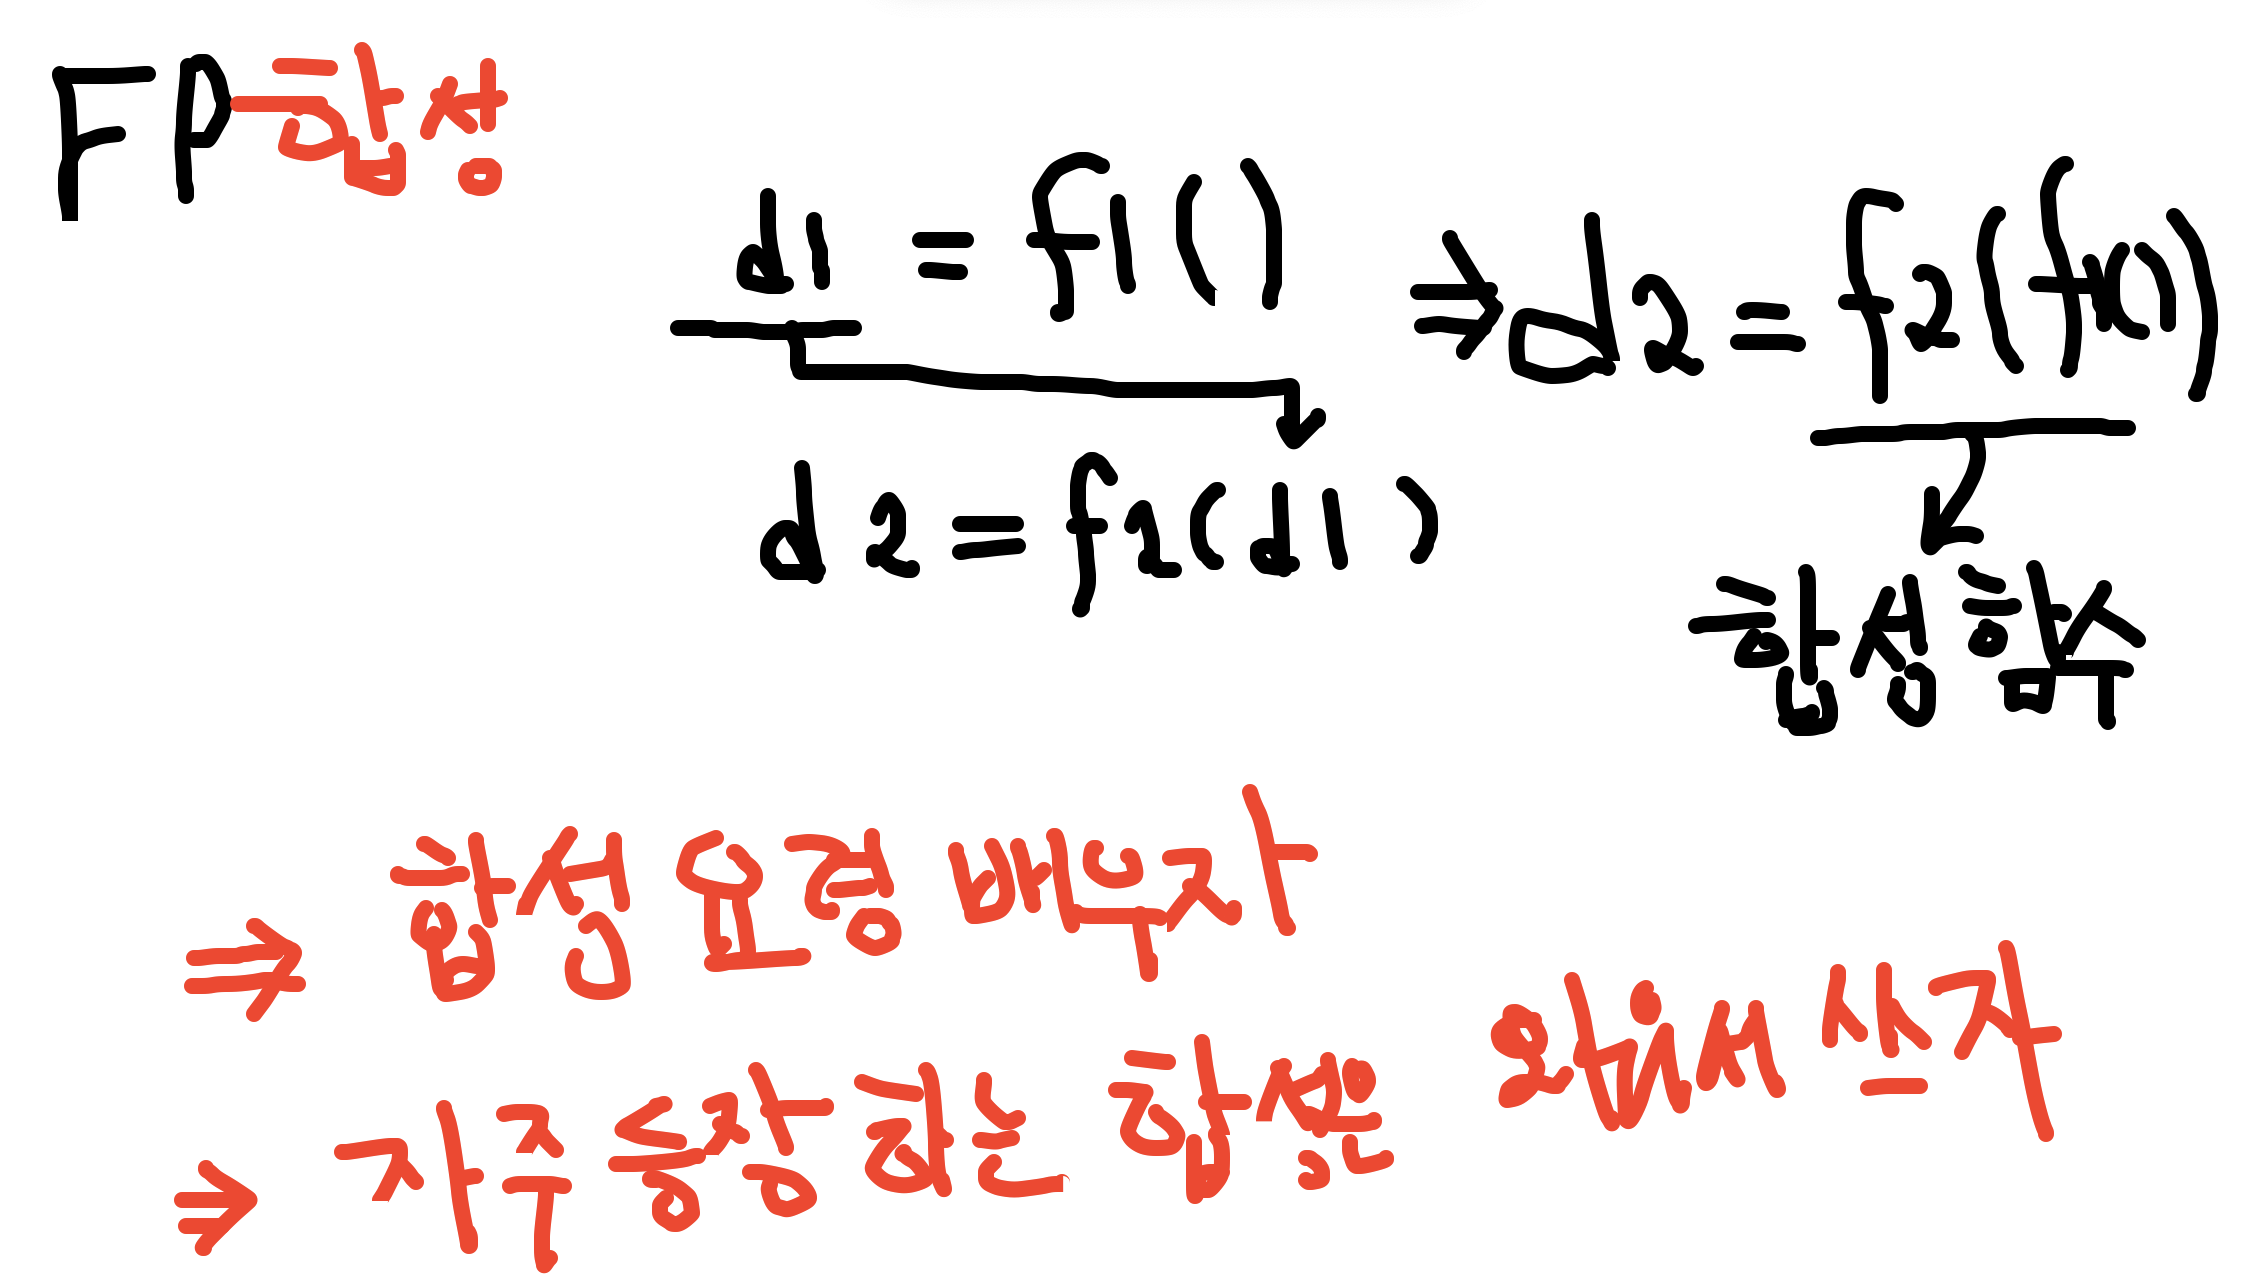 FP-합성
d1 = f1() ⇒ d2 = f2(f1())
d2 = f2(d1)
합성함수
⇒ 합성 요령 배우자
⇒ 자주 등장하는 합성은 외워서 쓰자